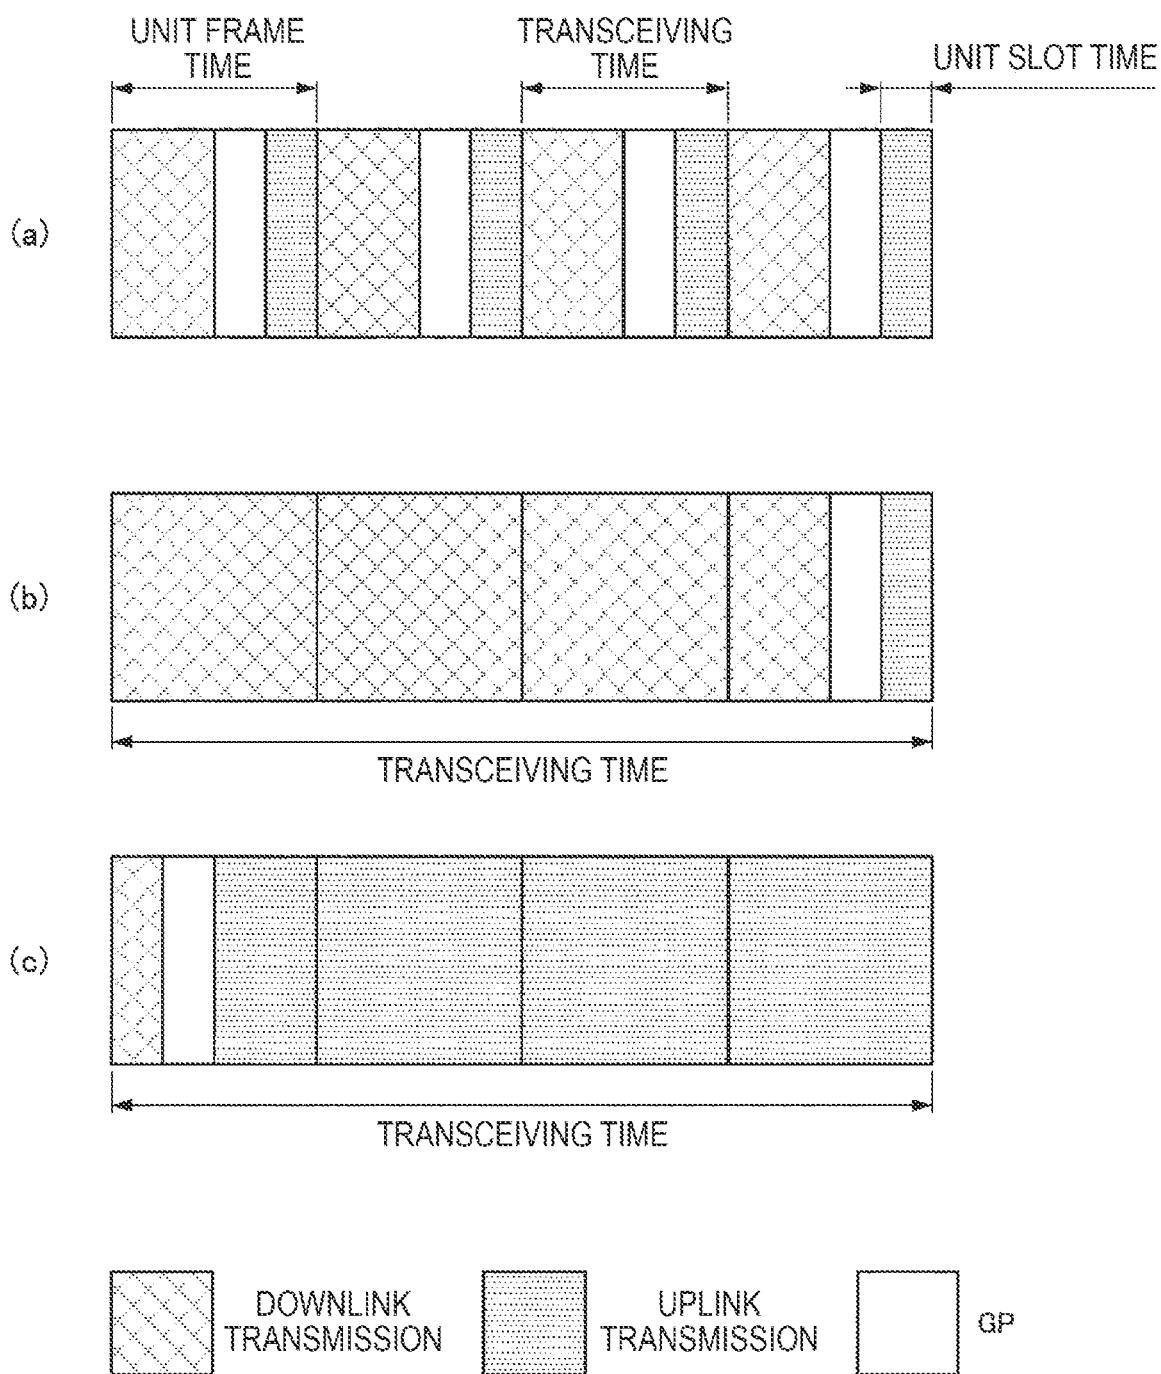 UNIT FRAME
TIME
TRANSCEIVING
TIME
UNIT SLOT TIME
(a)
(b)
TRANSCEIVING TIME
(c)
TRANSCEIVING TIME
DOWNLINK
TRANSMISSION
UPLINK
TRANSMISSION
GP